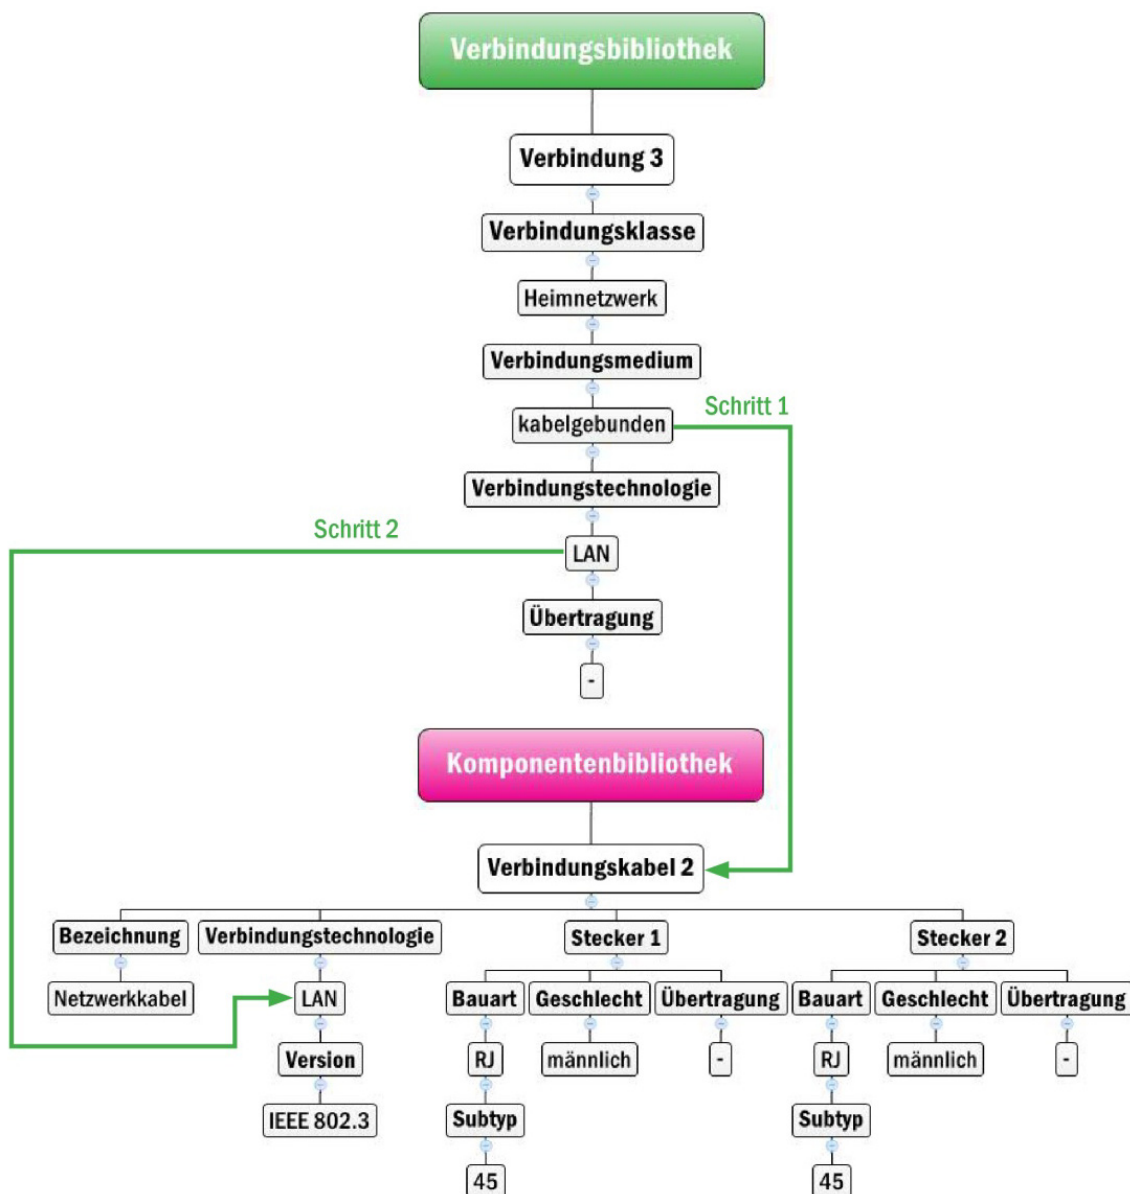 Verbindungsbibliothek
Verbindung 3
Verbindungsklasse
Heimnetzwerk
Verbindungsmedium
kabelgebunden
Schritt 1
Verbindungstechnologie
Schritt 2
LAN
Übertragung
-
Komponentenbibliothek
Verbindungskabel 2
Bezeichnung Verbindungstechnologie Stecker 1 Stecker 2
Netzwerkkabel LAN Bauart Geschlecht Übertragung Bauart Geschlecht Übertragung
Version RJ männlich - RJ männlich -
IEEE 802.3 Subtyp Subtyp
45 45